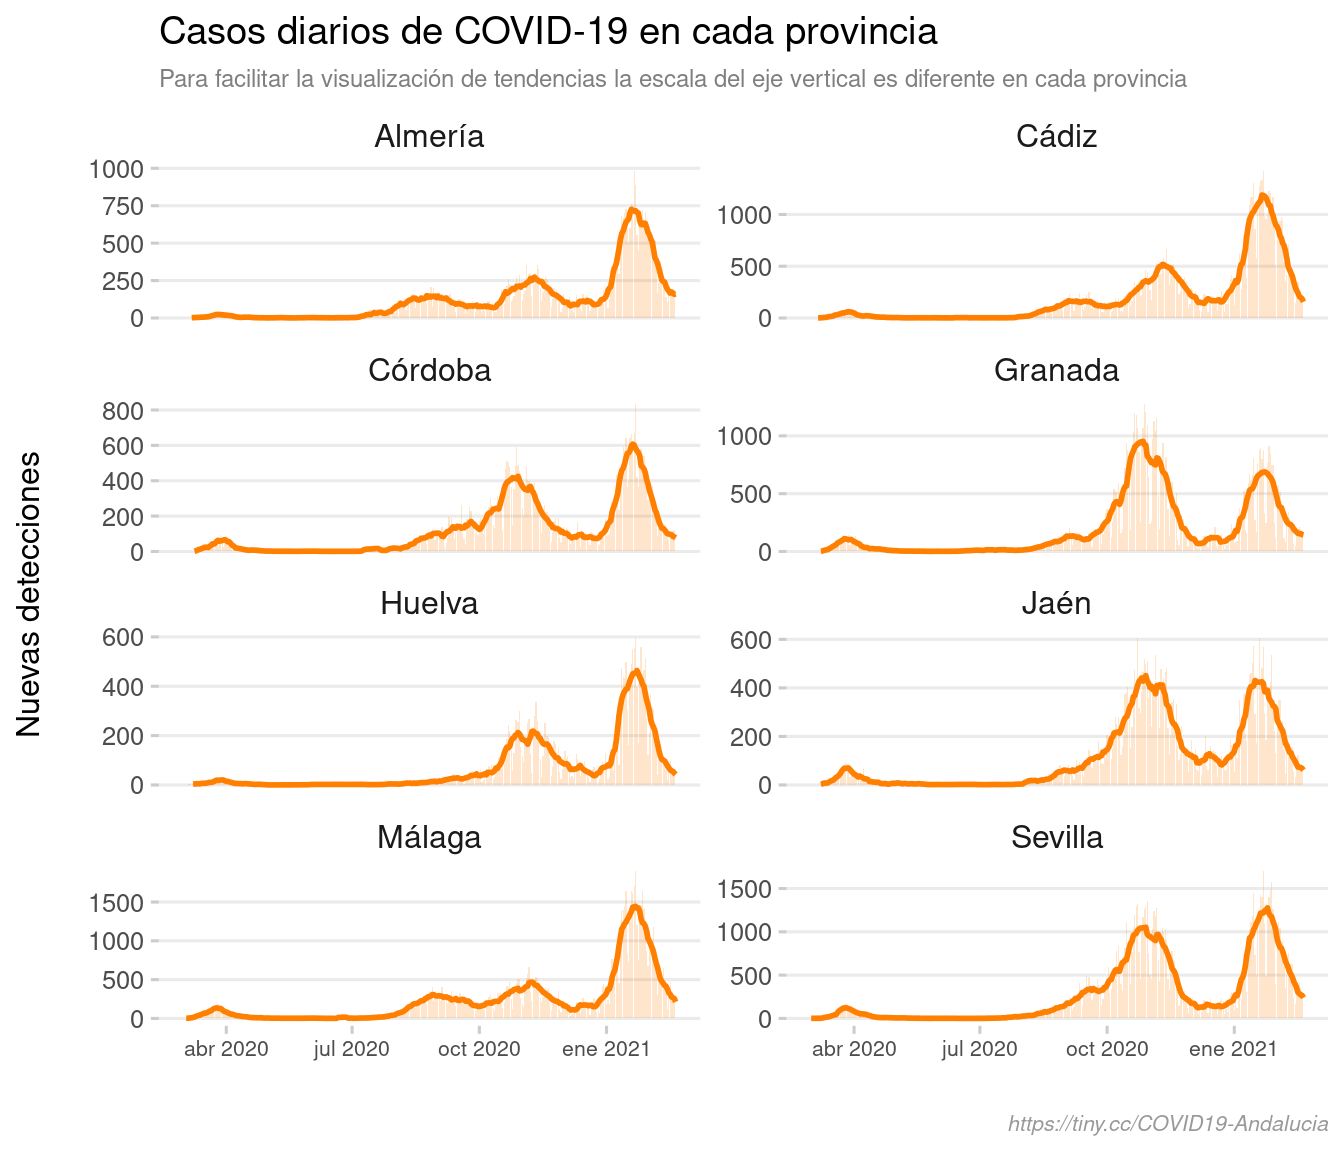 Casos diarios de COVID-19 en cada provincia
Para facilitar la visualización de tendencias la escala del eje vertical es diferente en cada provincia
Nuevas detecciones
Almería
1000
750
500
250
0
Cádiz
1000
500
0
Córdoba
800
600
400
200
0
Granada
1000
500
0
Huelva
600
400
200
0
Jaén
600
400
200
0
Málaga
1500
1000
500
0
abr 2020 jul 2020 oct 2020 ene 2021
Sevilla
1500
1000
500
0
abr 2020 jul 2020 oct 2020 ene 2021
https://tiny.cc/COVID19-Andalucia